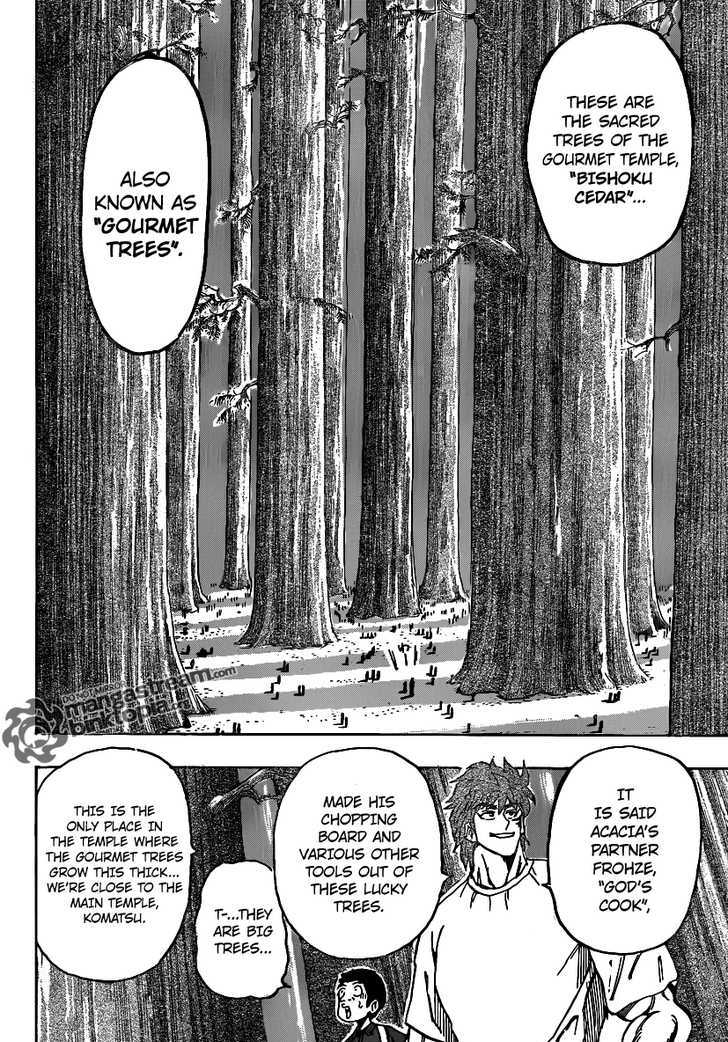 THESE ARE
THE SACRED
TREES OF THE
GOURMET TEMPLE,
"BISHOKU
CEDAR"...
ALSO
KNOWN AS
"GOURMET
TREES".
IT
IS SAID
ACACIA'S
PARTNER
FROHZE,
"GOD'S
COOK",
MADE HIS
CHOPPING
BOARD AND
VARIOUS OTHER
TOOLS OUT OF
THESE LUCKY
TREES.
T-...THEY
ARE BIG
TREES...
THIS IS THE
ONLY PLACE IN
THE TEMPLE WHERE
THE GOURMET TREES
GROW THIS THICK...
WE'RE CLOSE TO THE
MAIN TEMPLE,
KOMATSU.
mangastream.com
binktopia.com